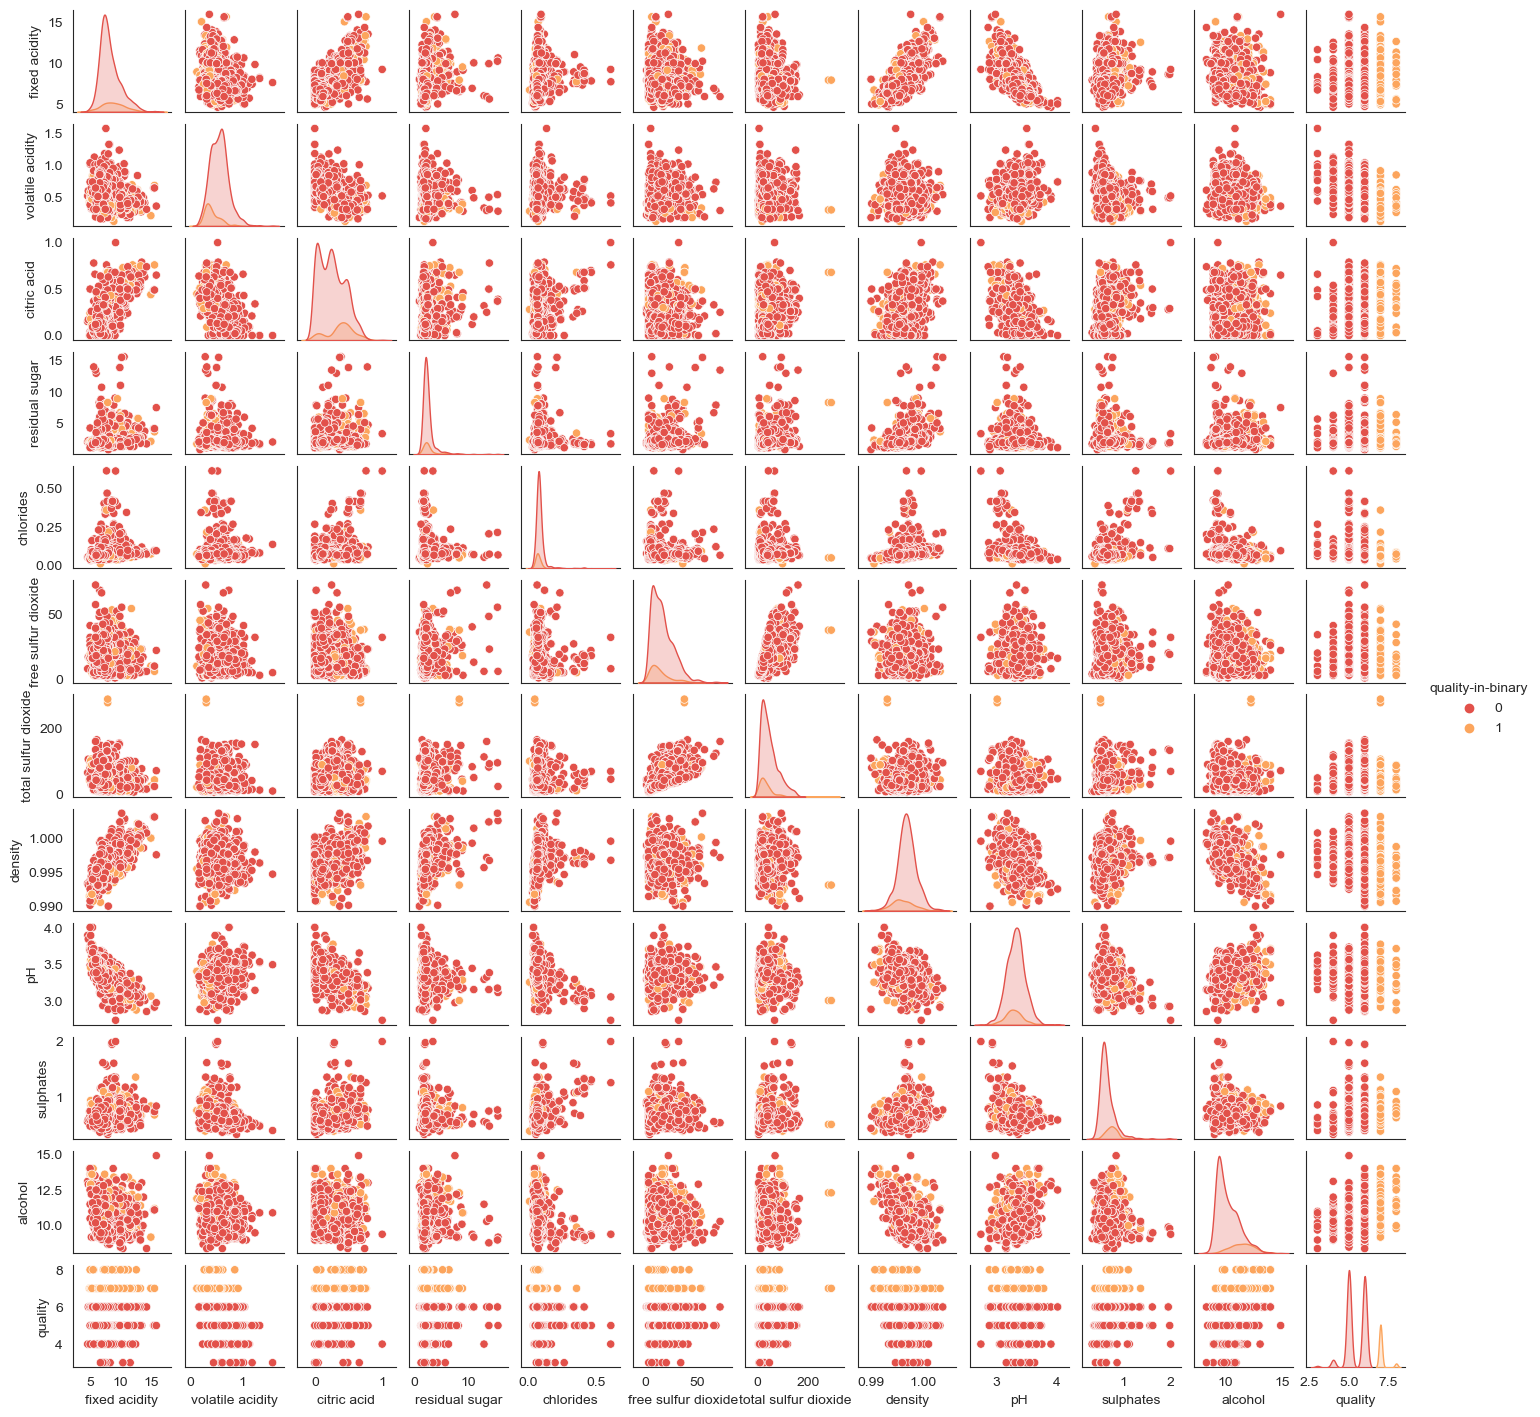 15
10
5
fixed acidity
1.5
1.0
0.5
volatile acidity
1.0
0.5
0.0
citric acid
15
10
5
residual sugar
0.50
0.25
0.00
chlorides
50
0
free sulfur dioxide
200
0
total sulfur dioxide
1.000
0.995
0.990
density
4.0
3.5
3.0
pH
2
1
sulphates
15.0
12.5
10.0
alcohol
8
6
4
quality
5 10 15 0 1 0 1 0 10 0.0 0.5 0 50 0 200 0.99 1.00 3 4 1 2 10 15 2.5 5.0 7.5
fixed acidity volatile acidity citric acid residual sugar chlorides free sulfur dioxide total sulfur dioxide density pH sulphates alcohol quality
quality-in-binary
0
1